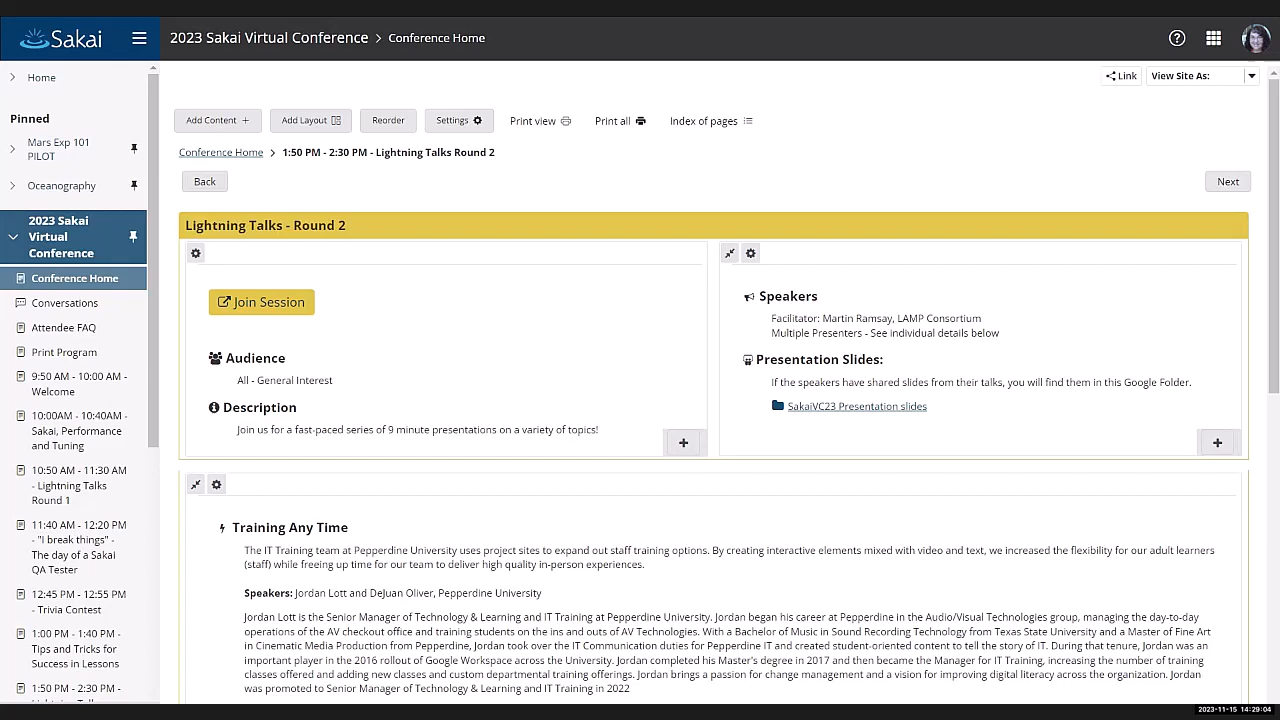 Sakai
2023 Sakai Virtual Conference > Conference Home
Link
View Site As:
Home
Pinned
Mars Exp 101
PILOT
Oceanography
2023 Sakai
Virtual
Conference
Conference Home
Conversations
Attendee FAQ
Print Program
9:50 AM - 10:00 AM -
Welcome
10:00AM - 10:40AM -
Sakai, Performance
and Tuning
10:50 AM - 11:30 AM
- Lightning Talks
Round 1
11:40 AM - 12:20 PM
- "I break things" -
The day of a Sakai
QA Tester
12:45 PM - 12:55 PM
- Trivia Contest
1:00 PM - 1:40 PM -
Tips and Tricks for
Success in Lessons
1:50 PM - 2:30 PM -
Add Content +
Add Layout
Reorder
Settings
Print view
Print all
Index of pages
Conference Home > 1:50 PM - 2:30 PM - Lightning Talks Round 2
Back
Next
Lightning Talks - Round 2
Join Session
Audience
All - General Interest
Description
Join us for a fast-paced series of 9 minute presentations on a variety of topics!
Speakers
Facilitator: Martin Ramsay, LAMP Consortium
Multiple Presenters - See individual details below
Presentation Slides:
If the speakers have shared slides from their talks, you will find them in this Google Folder.
SakaiVC23 Presentation slides
Training Any Time
The IT Training team at Pepperdine University uses project sites to expand out staff training options. By creating interactive elements mixed with video and text, we increased the flexibility for our adult learners
(staff) while freeing up time for our team to deliver high quality in-person experiences.
Speakers: Jordan Lott and DeJuan Oliver, Pepperdine University
Jordan Lott is the Senior Manager of Technology & Learning and IT Training at Pepperdine University. Jordan began his career at Pepperdine in the Audio/Visual Technologies group, managing the day-to-day
operations of the AV checkout office and training students on the ins and outs of AV Technologies. With a Bachelor of Music in Sound Recording Technology from Texas State University and a Master of Fine Art
in Cinematic Media Production from Pepperdine, Jordan took over the IT Communication duties for Pepperdine IT and created student-oriented content to tell the story of IT. During that tenure, Jordan was an
important player in the 2016 rollout of Google Workspace across the University. Jordan completed his Master's degree in 2017 and then became the Manager for IT Training, increasing the number of training
classes offered and adding new classes and custom departmental training offerings. Jordan brings a passion for change management and a vision for improving digital literacy across the organization. Jordan
was promoted to Senior Manager of Technology & Learning and IT Training in 2022
2023-11-15 14:29:04